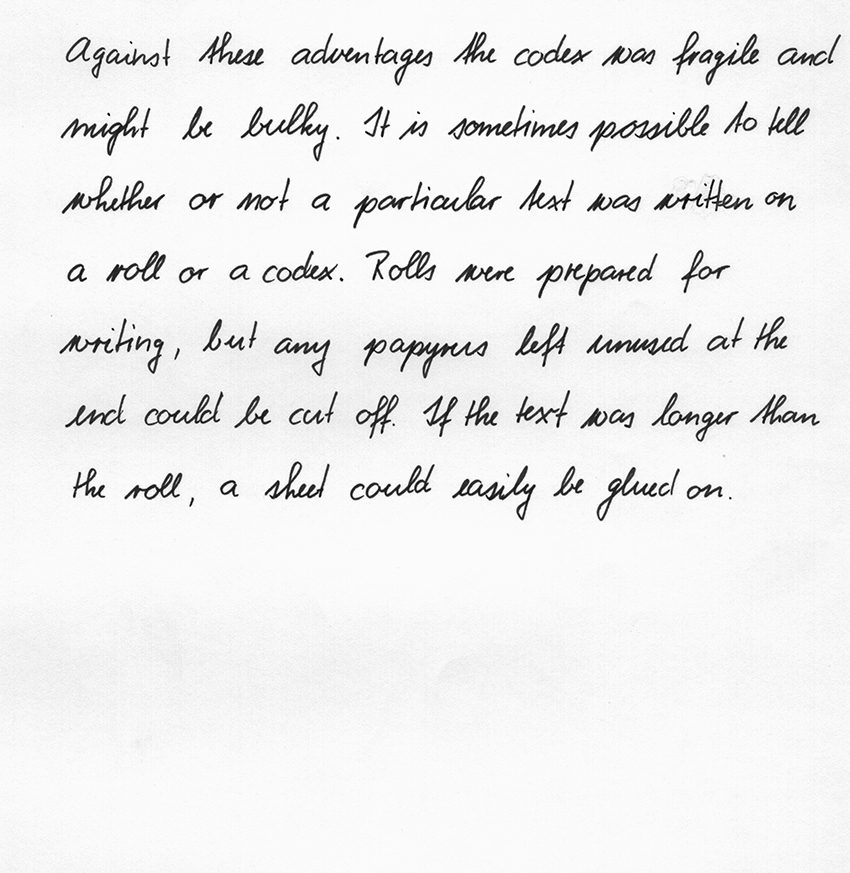 Against these adventages the codex was fragile and
might be bulky. It is sometimes possible to tell
whether or not a particular text was written on
a roll or a codex. Rolls were prepared for
writing, but any papyrus left unused at the
end could be cut off. If the text was longer than
the roll, a sheet could easily be glued on.